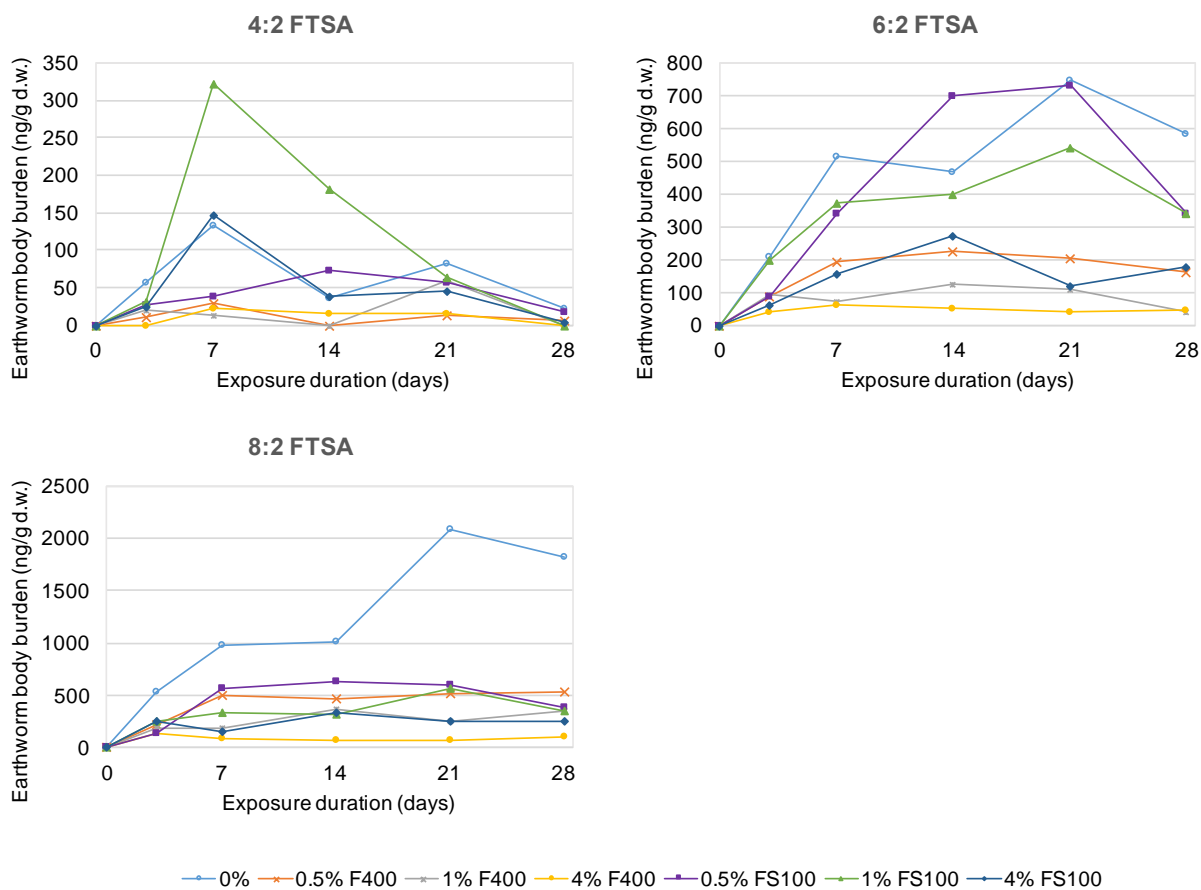 4:2 FTSA
Earthworm body burden (ng/g d.w.)
350
300
250
200
150
100
50
0
0 7 14 21 28
Exposure duration (days)
6:2 FTSA
Earthworm body burden (ng/g d.w.)
800
700
600
500
400
300
200
100
0
0 7 14 21 28
Exposure duration (days)
8:2 FTSA
Earthworm body burden (ng/g d.w.)
2500
2000
1500
1000
500
0
0 7 14 21 28
Exposure duration (days)
0% 0.5% F400 1% F400 4% F400 0.5% FS100 1% FS100 4% FS100